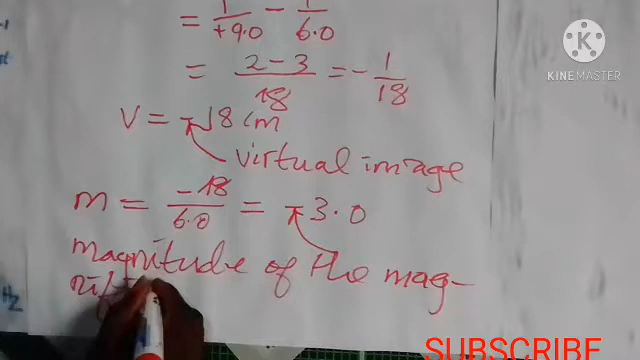 = 1/+9.0 - 1/6.0
= 2-3/18 = -1/18
v = -18 cm
virtual image
m = -18/6.0 = -3.0
magnitude of the mag-
nif
KINEMASTER
SUBSCRIBE